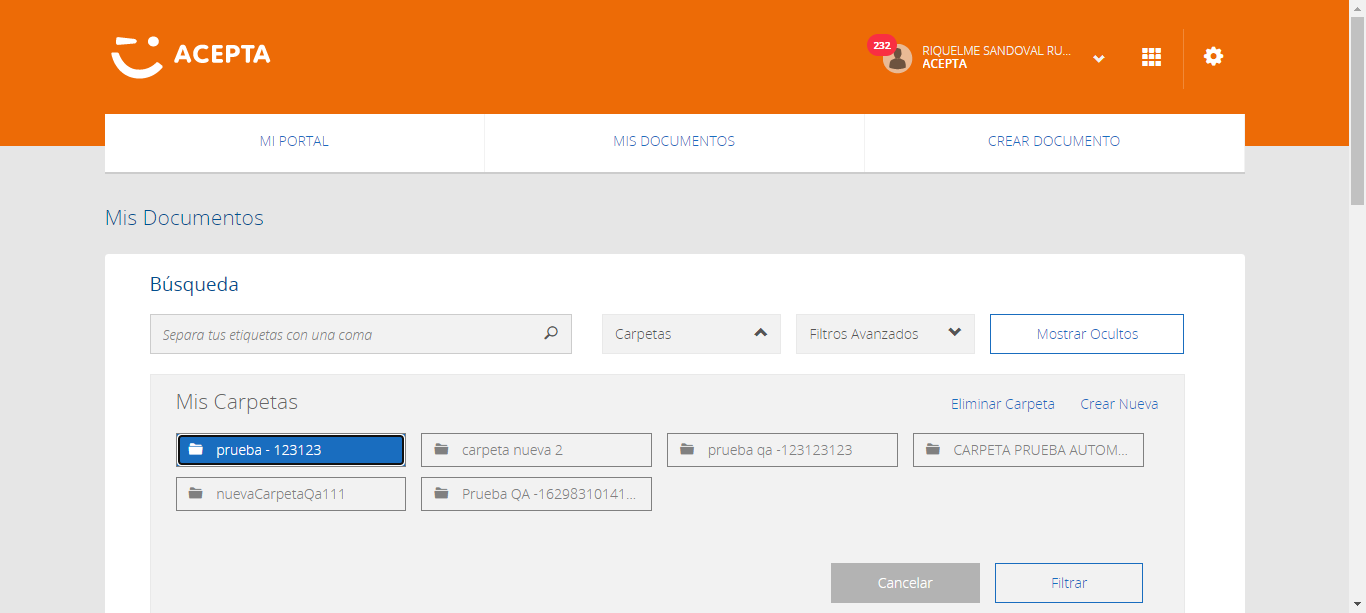 ACEPTA
232
RIQUELME SANDOVAL RU...
ACEPTA
MI PORTAL
MIS DOCUMENTOS
CREAR DOCUMENTO
Mis Documentos
Búsqueda
Separa tus etiquetas con una coma
Carpetas
Filtros Avanzados
Mostrar Ocultos
Mis Carpetas
Eliminar Carpeta
Crear Nueva
prueba - 123123
carpeta nueva 2
prueba qa -123123123
CARPETA PRUEBA AUTOM...
nuevaCarpetaQa111
Prueba QA -16298310141...
Cancelar
Filtrar